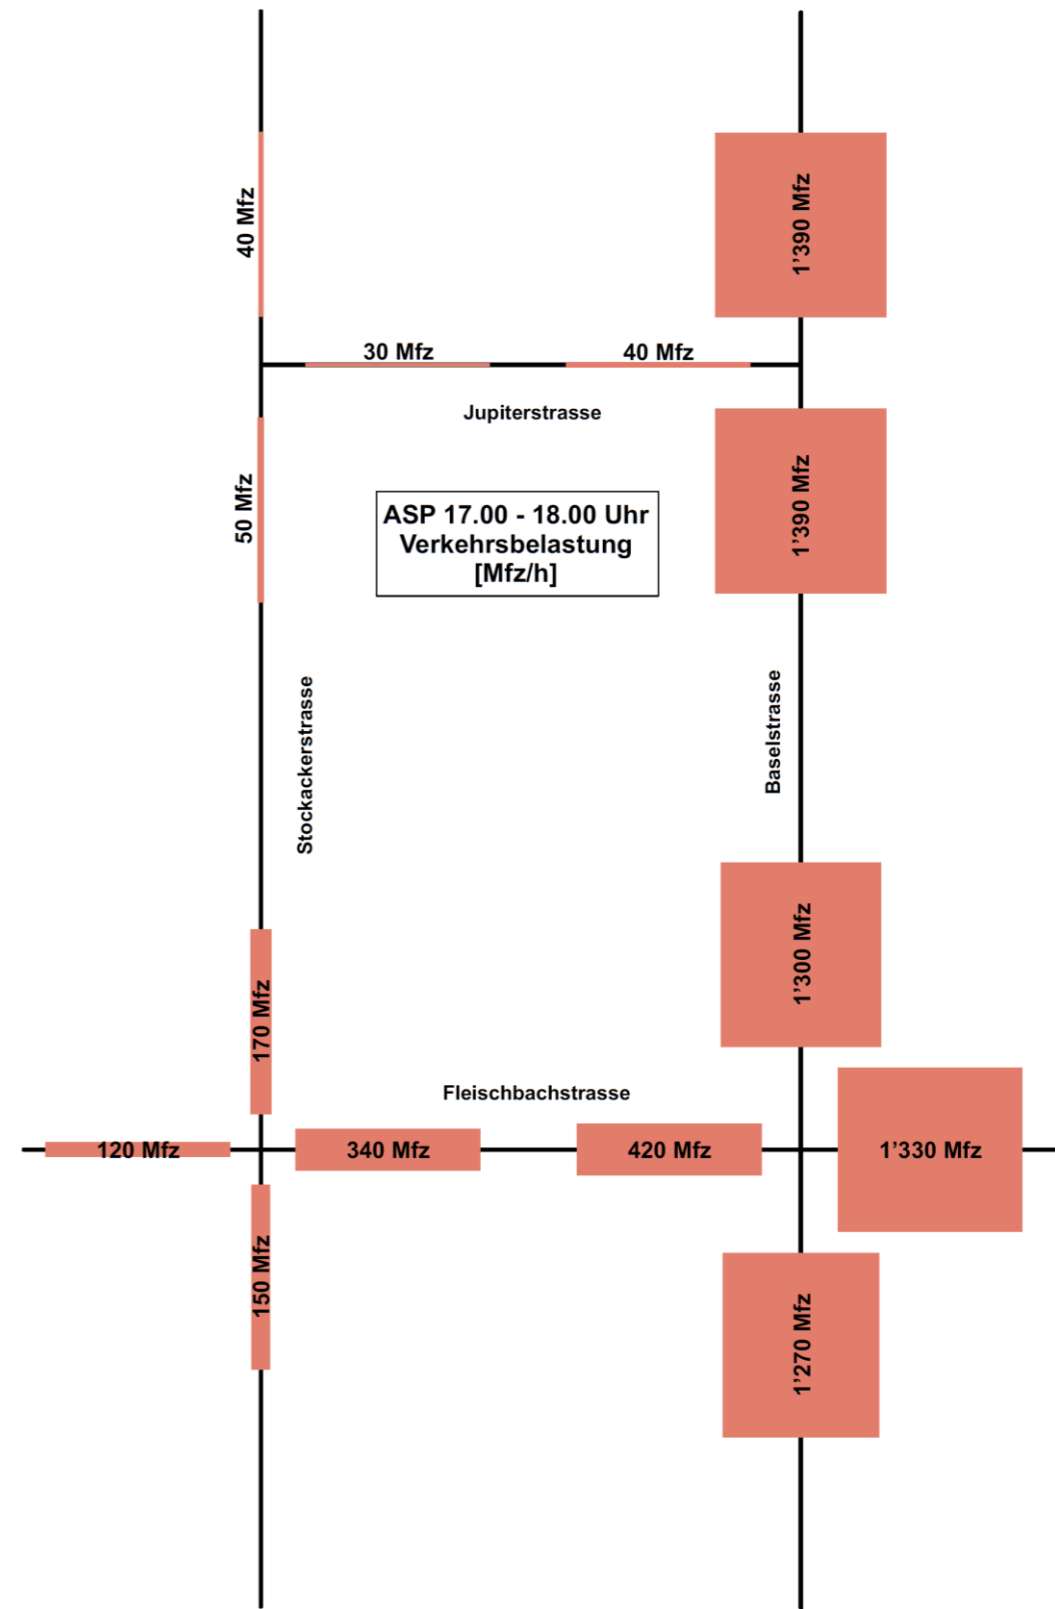 40 Mfz
1’390 Mfz
30 Mfz
40 Mfz
Jupiterstrasse
50 Mfz
ASP 17.00 - 18.00 Uhr
Verkehrsbelastung
[Mfz/h]
1’390 Mfz
Stockackerstrasse
Baselstrasse
170 Mfz
1’300 Mfz
Fleischbachstrasse
120 Mfz
340 Mfz
420 Mfz
1’330 Mfz
150 Mfz
1’270 Mfz